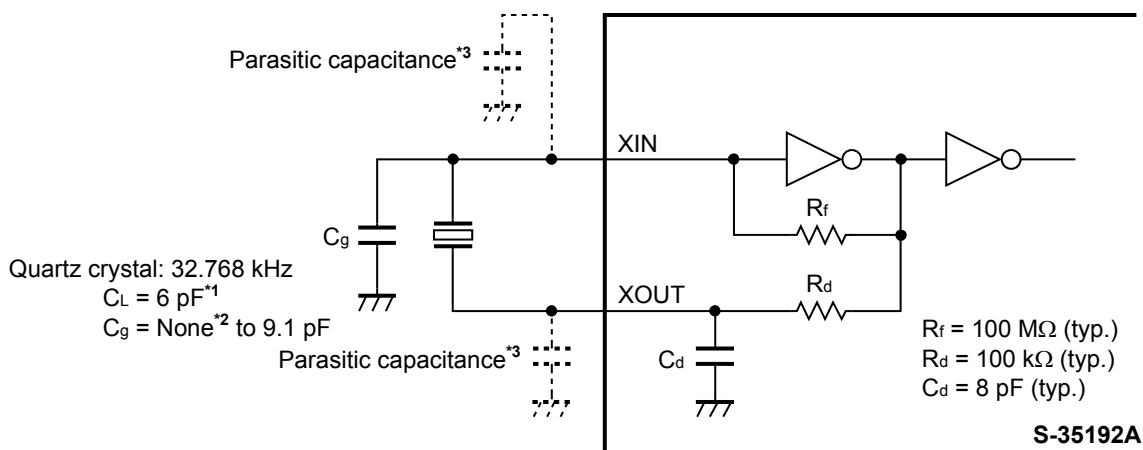 Parasitic capacitance*3
XIN
Rf
Cg
Quartz crystal: 32.768 kHz
CL = 6 pF*1
Cg = None*2 to 9.1 pF
XOUT
Rd
Parasitic capacitance*3
Cd
Rf = 100 MΩ (typ.)
Rd = 100 kΩ (typ.)
Cd = 8 pF (typ.)
S-35192A